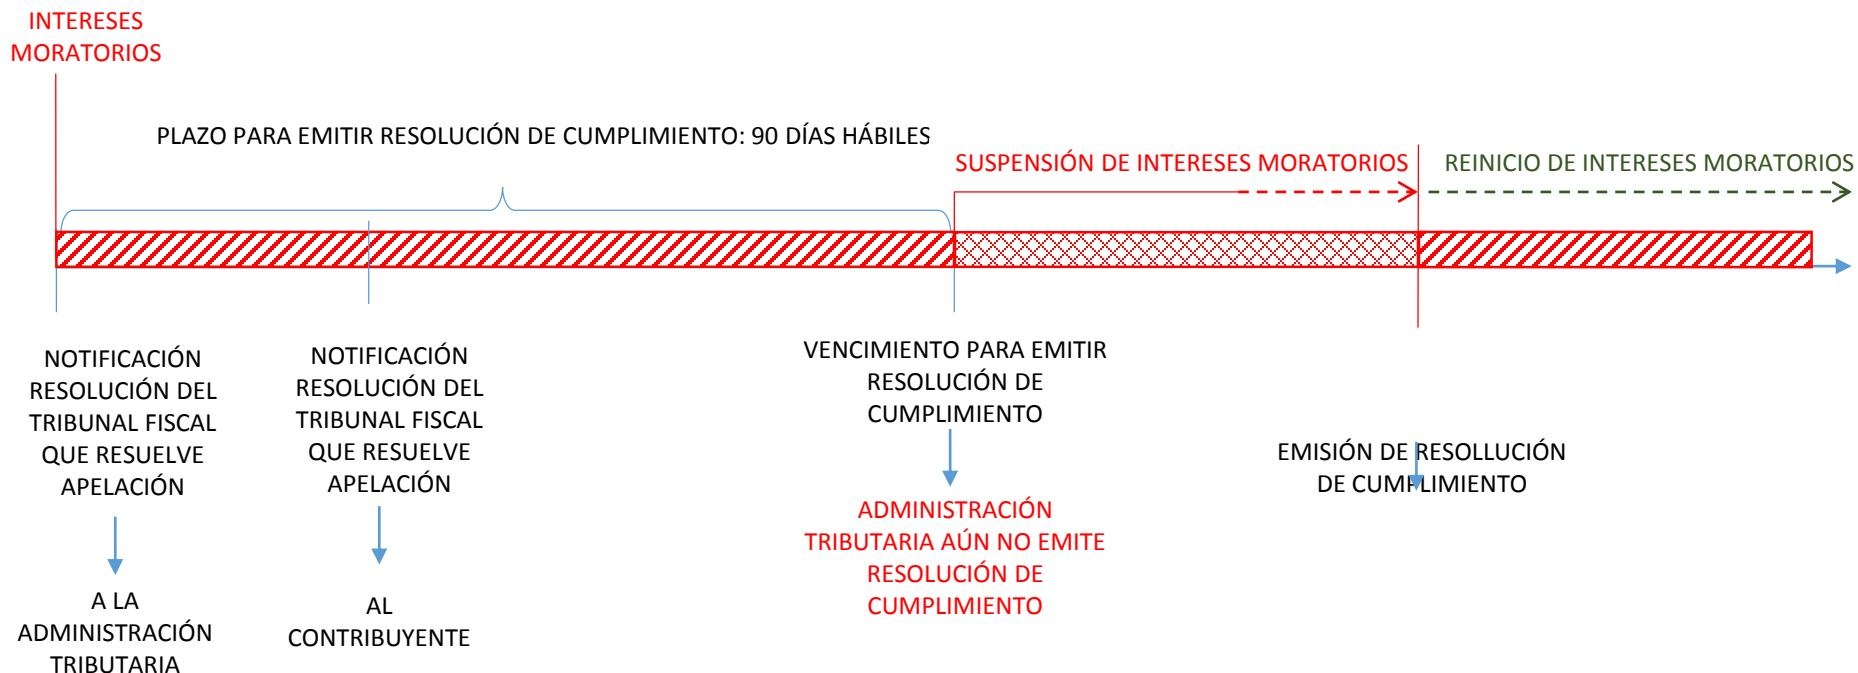 INTERESES
MORATORIOS
PLAZO PARA EMITIR RESOLUCIÓN DE CUMPLIMIENTO: 90 DÍAS HÁBILES
SUSPENSIÓN DE INTERESES MORATORIOS
REINICIO DE INTERESES MORATORIOS
NOTIFICACIÓN
RESOLUCIÓN DEL
TRIBUNAL FISCAL
QUE RESUELVE
APELACIÓN
A LA
ADMINISTRACIÓN
TRIBUTARIA
NOTIFICACIÓN
RESOLUCIÓN DEL
TRIBUNAL FISCAL
QUE RESUELVE
APELACIÓN
AL
CONTRIBUYENTE
VENCIMIENTO PARA EMITIR
RESOLUCIÓN DE
CUMPLIMIENTO
ADMINISTRACIÓN
TRIBUTARIA AÚN NO EMITE
RESOLUCIÓN DE
CUMPLIMIENTO
EMISIÓN DE RESOLLUCIÓN
DE CUMPLIMIENTO